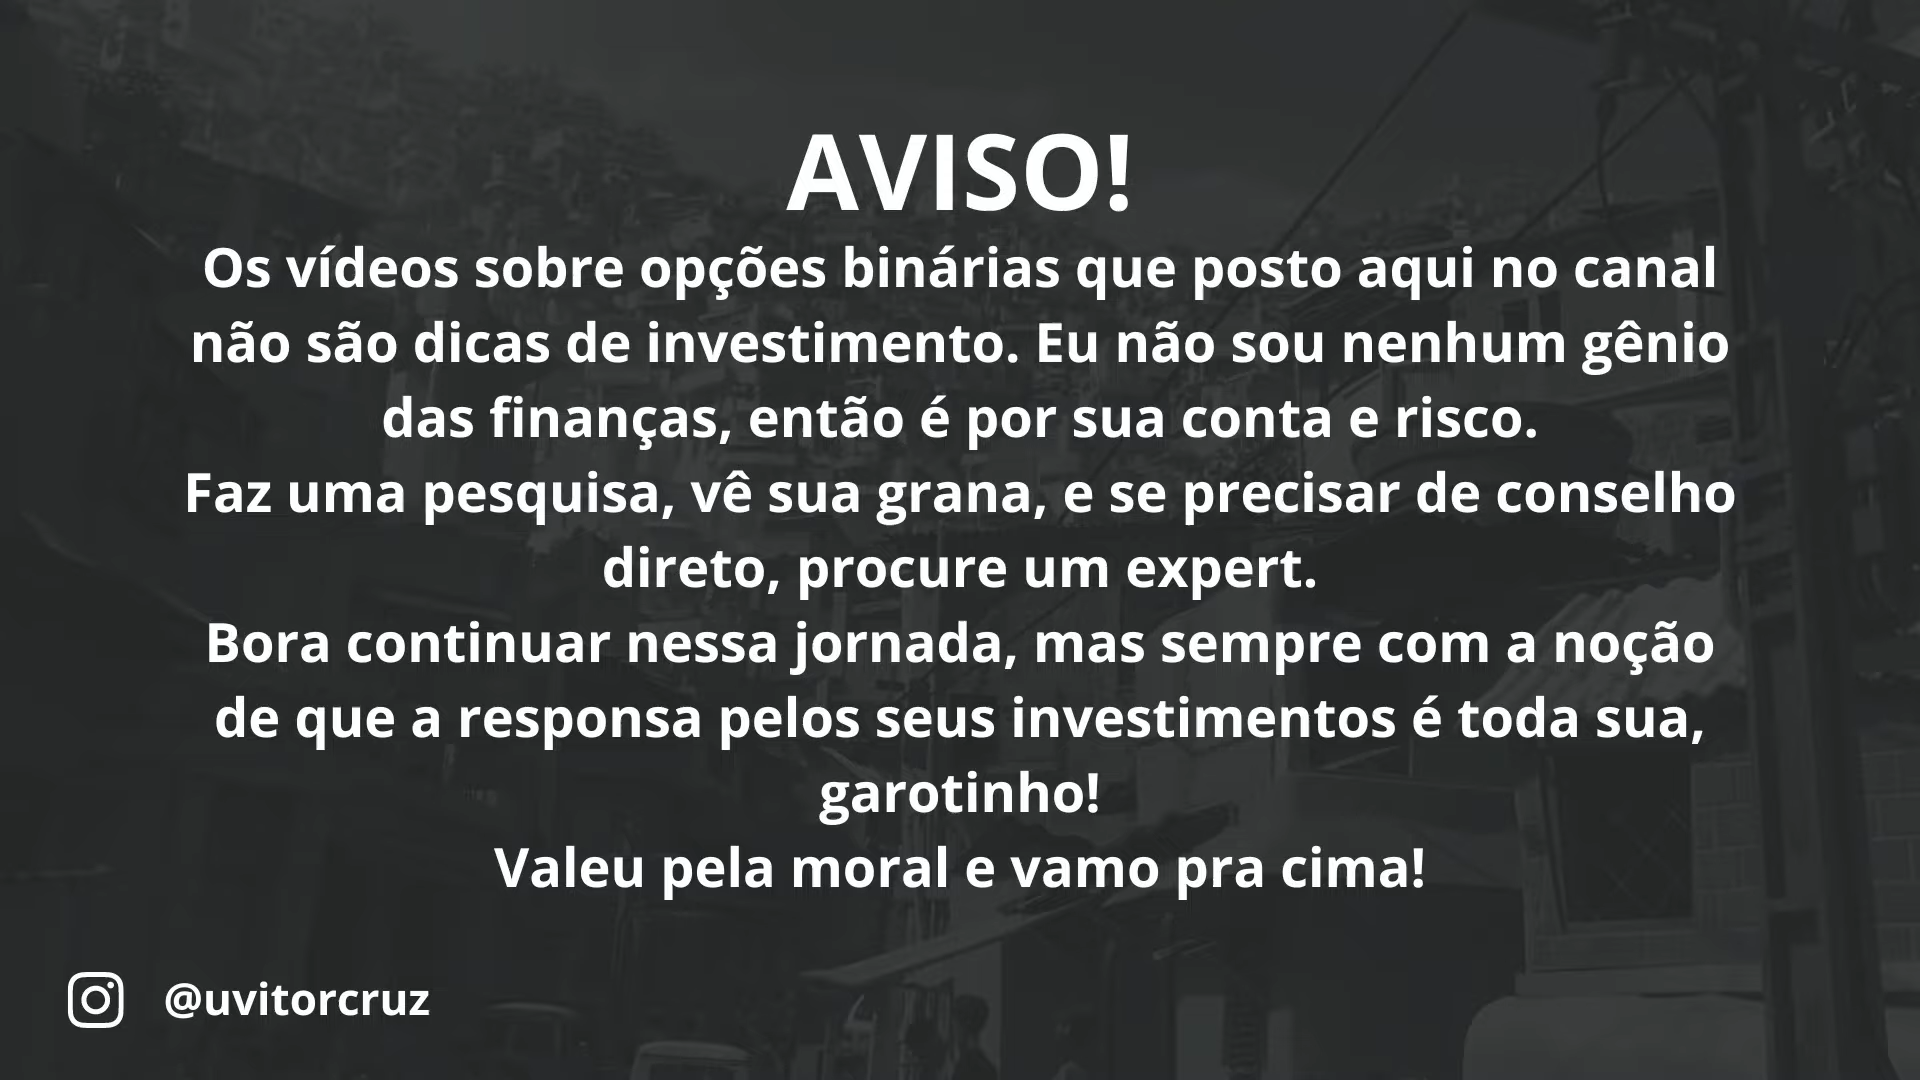 AVISO!
Os vídeos sobre opções binárias que posto aqui no canal
não são dicas de investimento. Eu não sou nenhum gênio
das finanças, então é por sua conta e risco.
Faz uma pesquisa, vê sua grana, e se precisar de conselho
direto, procure um expert.
Bora continuar nessa jornada, mas sempre com a noção
de que a responsa pelos seus investimentos é toda sua,
garotinho!
Valeu pela moral e vamo pra cima!
@uvitorcruz